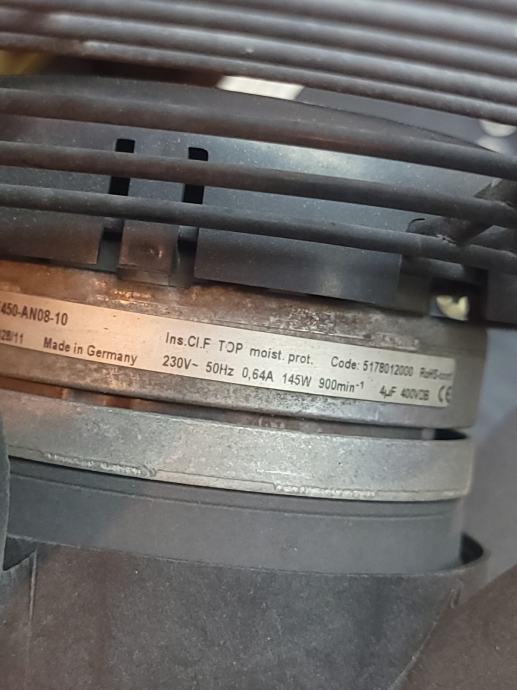 450-AN08-10
Ins.Cl.F TOP moist. prot. Code: 5178012000
Made in Germany 230V~ 50Hz 0,64A 145W 900min⁻¹ 4µF 400VDB CE